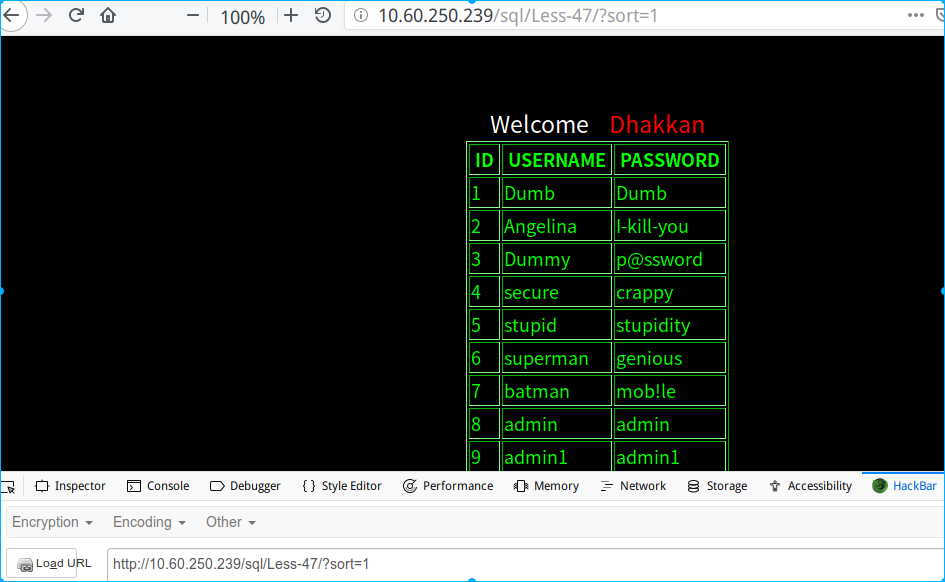 100%
10.60.250.239/sql/Less-47/?sort=1
Welcome Dhakkan
ID USERNAME PASSWORD
1 Dumb Dumb
2 Angelina I-kill-you
3 Dummy p@ssword
4 secure crappy
5 stupid stupidity
6 superman genious
7 batman mob!le
8 admin admin
9 admin1 admin1
Inspector Console Debugger {} Style Editor Performance Memory Network Storage Accessibility HackBar
Encryption Encoding Other
Load URL http://10.60.250.239/sql/Less-47/?sort=1